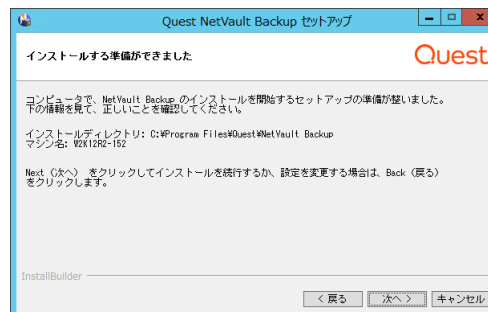 Quest NetVault Backup セットアップ
インストールする準備ができました
Quest
コンピュータで、NetVault Backup のインストールを開始するセットアップの準備が整いました。
下の情報を見て、正しいことを確認してください。
インストールディレクトリ: C:¥Program Files¥Quest¥NetVault Backup
マシン名: W2K12R2-152
Next（次へ） をクリックしてインストールを続行するか、設定を変更する場合は、Back（戻る）
をクリックします。
InstallBuilder
< 戻る
次へ >
キャンセル